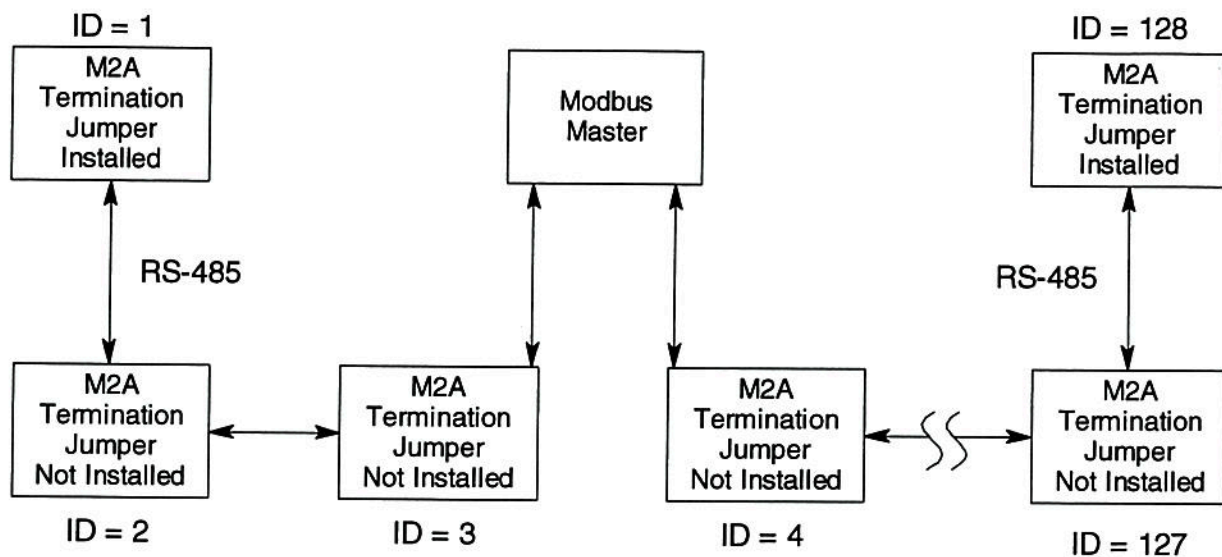 ID = 1
M2A
Termination
Jumper
Installed
Modbus
Master
ID = 128
M2A
Termination
Jumper
Installed
RS-485
RS-485
M2A
Termination
Jumper
Not Installed
ID = 2
M2A
Termination
Jumper
Not Installed
ID = 3
M2A
Termination
Jumper
Not Installed
ID = 4
M2A
Termination
Jumper
Not Installed
ID = 127